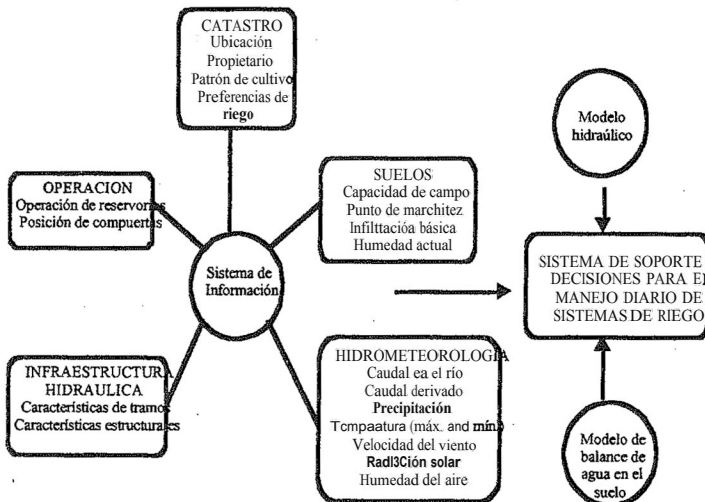 CATASTRO
Ubicación
Propietario
Patrón de cultivo
Preferencias de
riego
OPERACION
Operación de reservorios
Posición de compuertas
SUELOS
Capacidad de campo
Punto de marchitez
Infilttación básica
Humedad actual
Sistema de
Información
INFRAESTRUCTURA
HIDRAULICA
Características de tramos
Características estructurales
HIDROMETEOROLOGIA
Caudal ea el río
Caudal derivado
Precipitación
Tcmpaatura (máx. and mín.)
Velocidad del viento
Radl3Ción solar
Humedad del aire
Modelo
hidraúlico
SISTEMA DE SOPORTE
DECISIONES PARA EL
MANEJO DIARIO DE
SISTEMAS DE RIEGO
Modelo de
balance de
agua en el
suelo